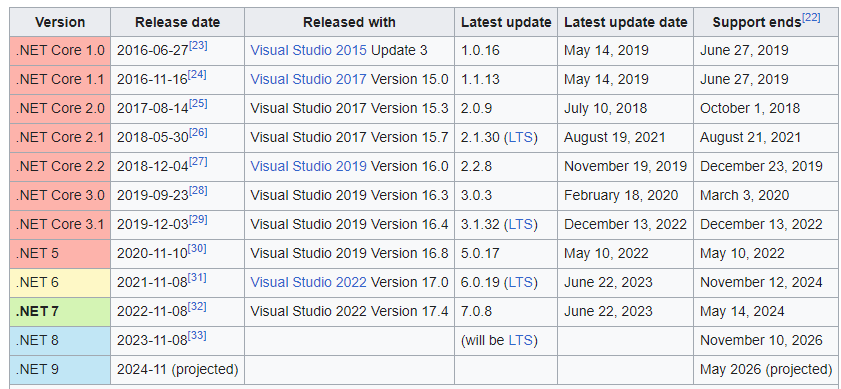 Version Release date Released with Latest update Latest update date Support ends[22]
.NET Core 1.0 2016-06-27[23] Visual Studio 2015 Update 3 1.0.16 May 14, 2019 June 27, 2019
.NET Core 1.1 2016-11-16[24] Visual Studio 2017 Version 15.0 1.1.13 May 14, 2019 June 27, 2019
.NET Core 2.0 2017-08-14[25] Visual Studio 2017 Version 15.3 2.0.9 July 10, 2018 October 1, 2018
.NET Core 2.1 2018-05-30[26] Visual Studio 2017 Version 15.7 2.1.30 (LTS) August 19, 2021 August 21, 2021
.NET Core 2.2 2018-12-04[27] Visual Studio 2019 Version 16.0 2.2.8 November 19, 2019 December 23, 2019
.NET Core 3.0 2019-09-23[28] Visual Studio 2019 Version 16.3 3.0.3 February 18, 2020 March 3, 2020
.NET Core 3.1 2019-12-03[29] Visual Studio 2019 Version 16.4 3.1.32 (LTS) December 13, 2022 December 13, 2022
.NET 5 2020-11-10[30] Visual Studio 2019 Version 16.8 5.0.17 May 10, 2022 May 10, 2022
.NET 6 2021-11-08[31] Visual Studio 2022 Version 17.0 6.0.19 (LTS) June 22, 2023 November 12, 2024
.NET 7 2022-11-08[32] Visual Studio 2022 Version 17.4 7.0.8 June 22, 2023 May 14, 2024
.NET 8 2023-11-08[33] (will be LTS) November 10, 2026
.NET 9 2024-11 (projected) May 2026 (projected)